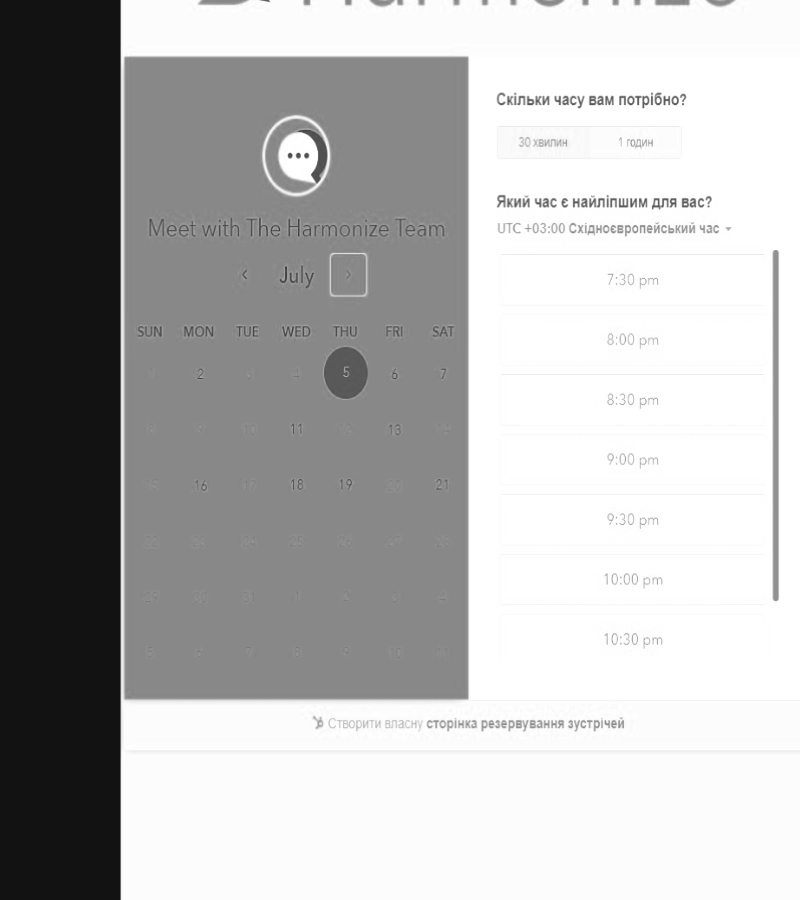 Harmonize
Meet with The Harmonize Team
July
SUN MON TUE WED THU FRI SAT
1 2 3 4 5 6 7
8 9 10 11 12 13 14
15 16 17 18 19 20 21
22 23 24 25 26 27 28
29 30 31 1 2 3 4
5 6 7 8 9 10 11
Скільки часу вам потрібно?
30 хвилин 1 годин
Який час є найліпшим для вас?
UTC +03:00 Східноєвропейський час
7:30 pm
8:00 pm
8:30 pm
9:00 pm
9:30 pm
10:00 pm
10:30 pm
Створити власну сторінка резервування зустрічей